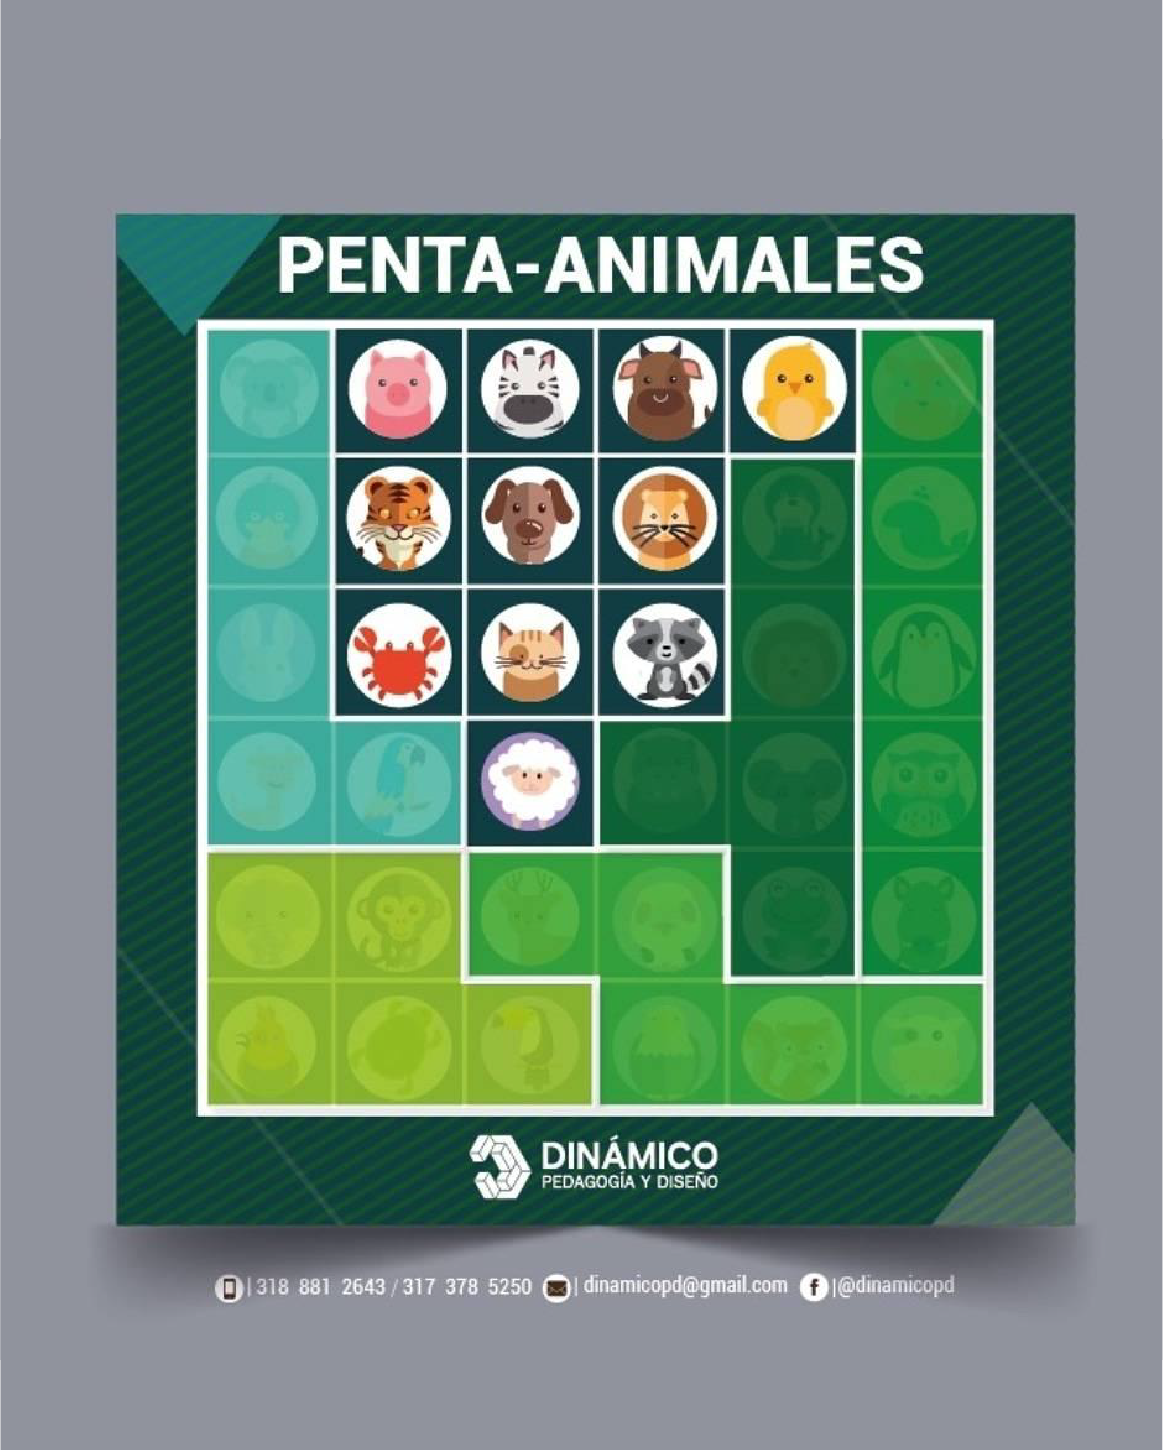 PENTA-ANIMALES
DINÁMICO
PEDAGOGÍA Y DISEÑO
| 318 881 2643 / 317 378 5250 | dinamicopd@gmail.com |@dinamicopd